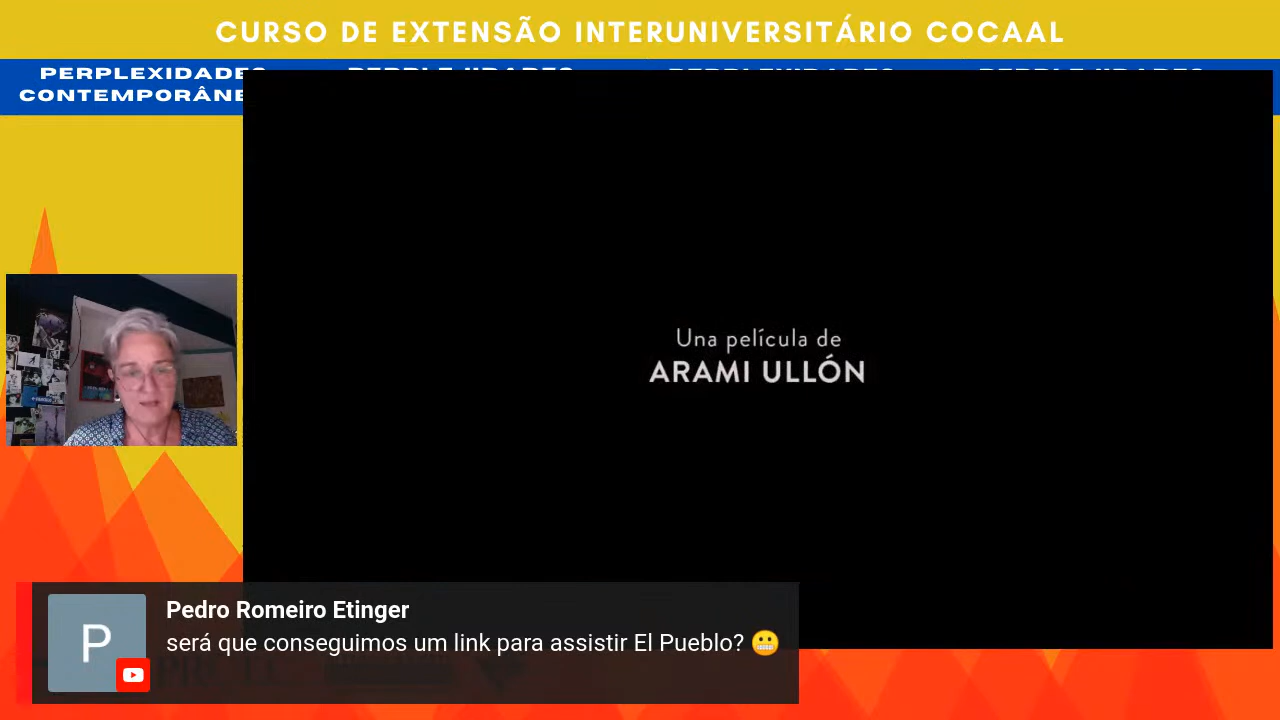 CURSO DE EXTENSÃO INTERUNIVERSITÁRIO COCAAL
PERPLEXIDADES
CONTEMPORÂNE
Una película de
ARAMI ULLÓN
P
Pedro Romeiro Etinger
será que conseguimos um link para assistir El Pueblo? 😬